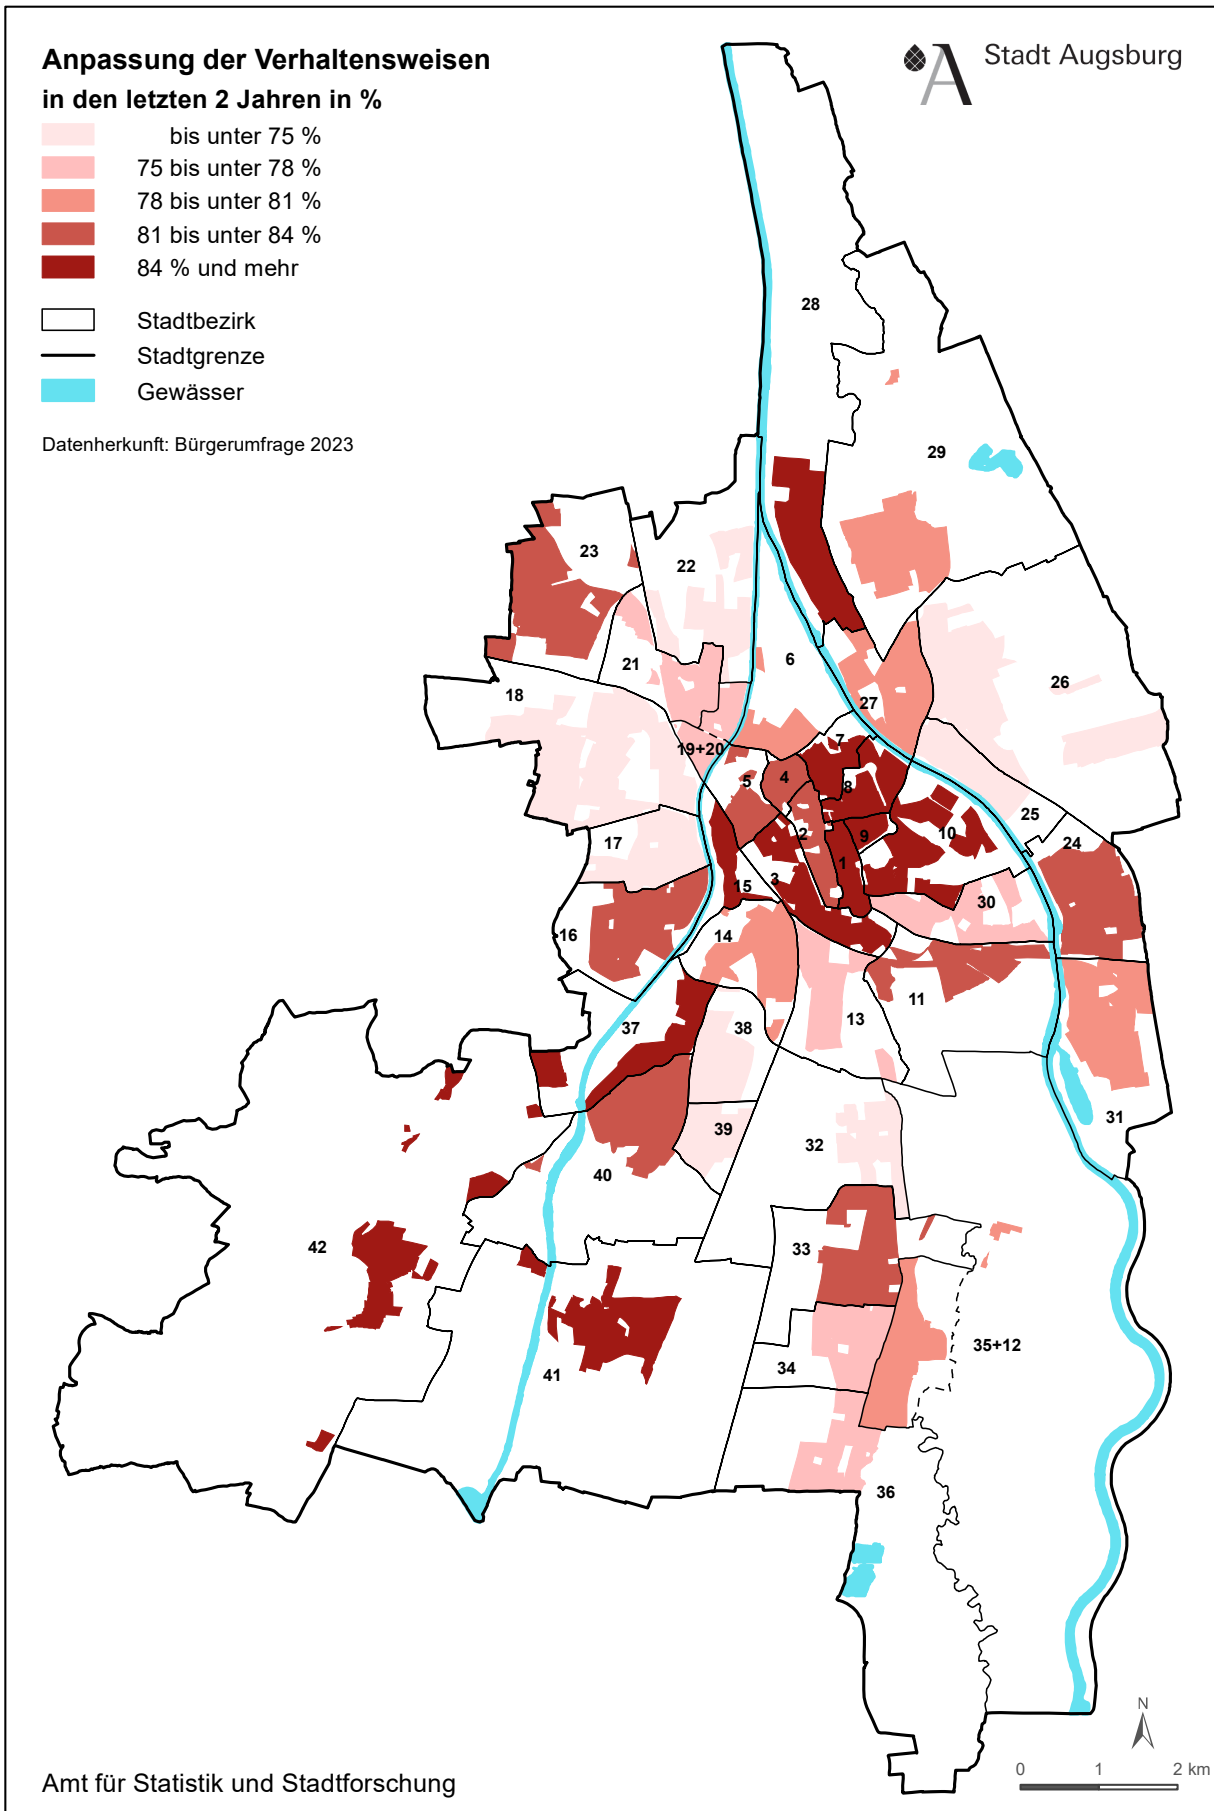 Anpassung der Verhaltensweisen
in den letzten 2 Jahren in %
bis unter 75 %
75 bis unter 78 %
78 bis unter 81 %
81 bis unter 84 %
84 % und mehr
Stadtbezirk
Stadtgrenze
Gewässer
Datenherkunft: Bürgerumfrage 2023
A Stadt Augsburg
28
29
23
22
21
6
26
18
27
7
19+20
5
4
8
25
17
2
9
10
24
1
3
15
30
16
14
11
13
37
38
31
39
32
40
42
33
35+12
34
41
36
N
0 1 2 km
Amt für Statistik und Stadtforschung